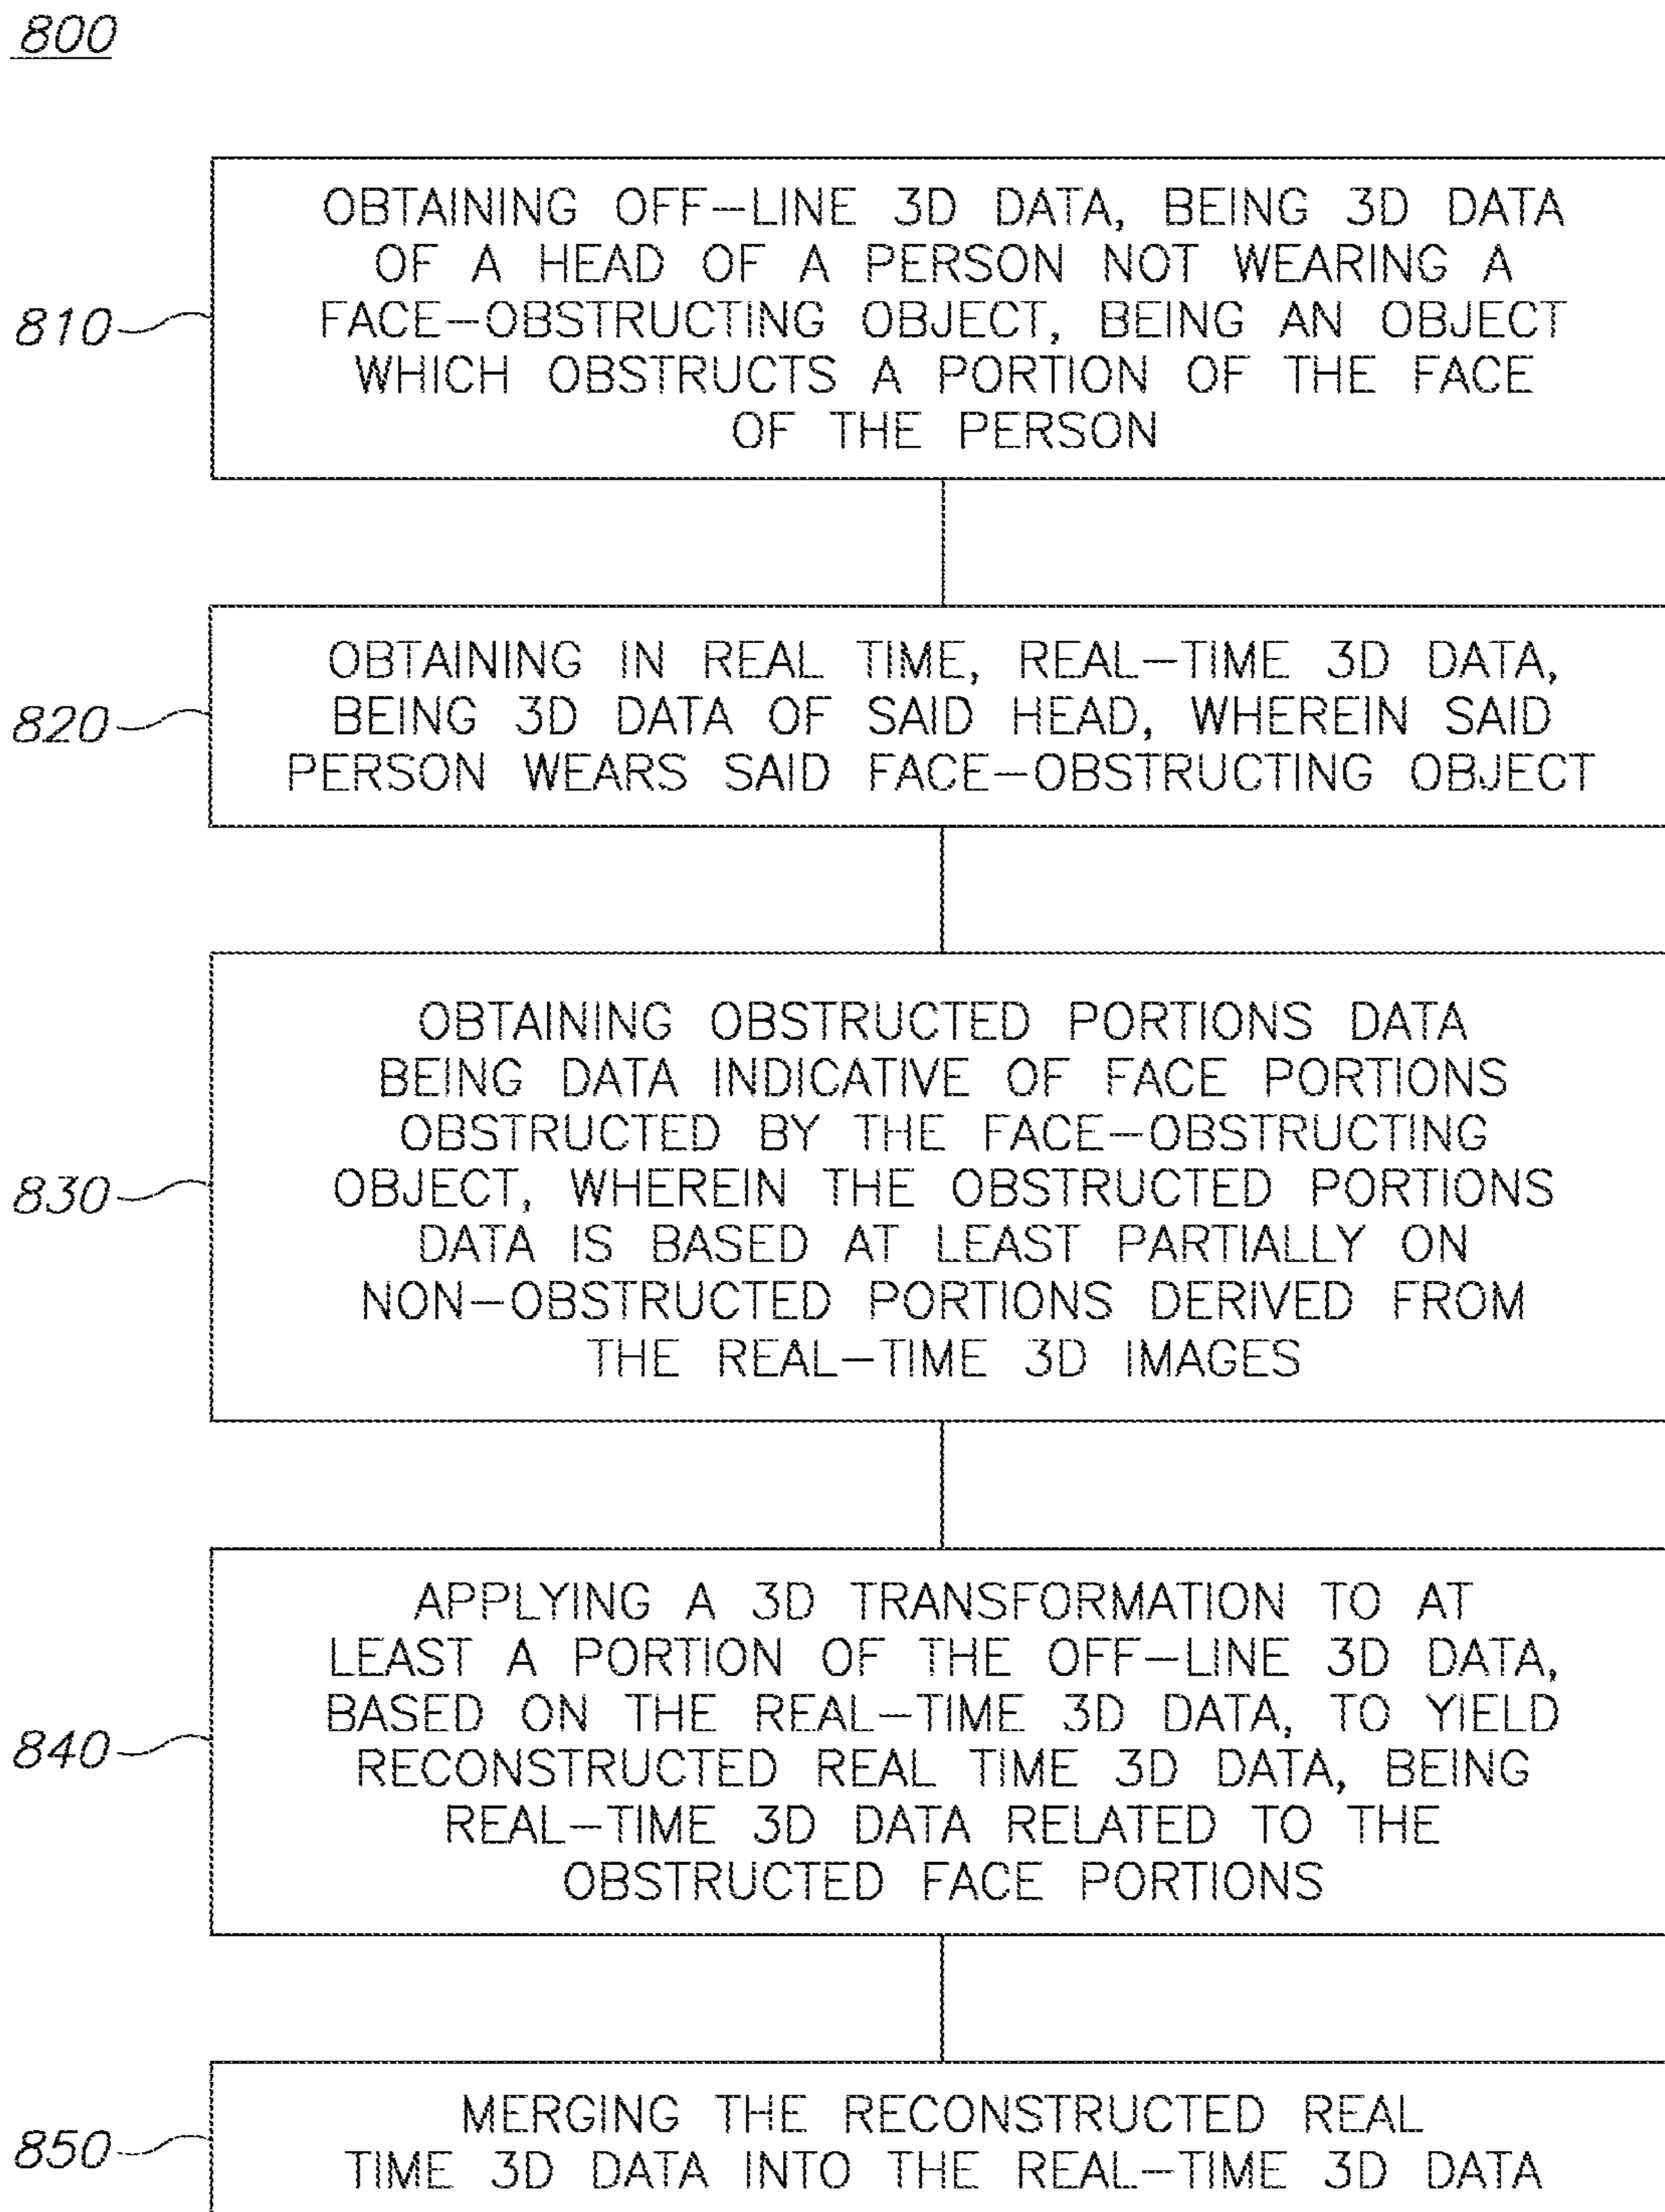 800
OBTAINING OFF-LINE 3D DATA, BEING 3D DATA
OF A HEAD OF A PERSON NOT WEARING A
FACE-OBSTRUCTING OBJECT, BEING AN OBJECT
WHICH OBSTRUCTS A PORTION OF THE FACE
OF THE PERSON
810
OBTAINING IN REAL TIME, REAL-TIME 3D DATA,
BEING 3D DATA OF SAID HEAD, WHEREIN SAID
PERSON WEARS SAID FACE-OBSTRUCTING OBJECT
820
OBTAINING OBSTRUCTED PORTIONS DATA
BEING DATA INDICATIVE OF FACE PORTIONS
OBSTRUCTED BY THE FACE-OBSTRUCTING
OBJECT, WHEREIN THE OBSTRUCTED PORTIONS
DATA IS BASED AT LEAST PARTIALLY ON
NON-OBSTRUCTED PORTIONS DERIVED FROM
THE REAL-TIME 3D IMAGES
830
APPLYING A 3D TRANSFORMATION TO AT
LEAST A PORTION OF THE OFF-LINE 3D DATA,
BASED ON THE REAL-TIME 3D DATA, TO YIELD
RECONSTRUCTED REAL TIME 3D DATA, BEING
REAL-TIME 3D DATA RELATED TO THE
OBSTRUCTED FACE PORTIONS
840
MERGING THE RECONSTRUCTED REAL
TIME 3D DATA INTO THE REAL-TIME 3D DATA
850